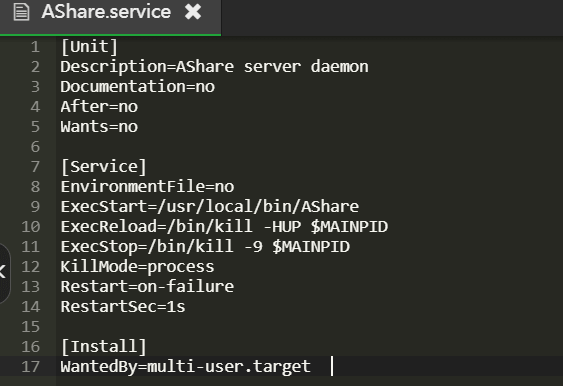 AShare.service ✖
1 [Unit]
2 Description=AShare server daemon
3 Documentation=no
4 After=no
5 Wants=no
6
7 [Service]
8 EnvironmentFile=no
9 ExecStart=/usr/local/bin/AShare
10 ExecReload=/bin/kill -HUP $MAINPID
11 ExecStop=/bin/kill -9 $MAINPID
12 KillMode=process
13 Restart=on-failure
14 RestartSec=1s
15
16 [Install]
17 WantedBy=multi-user.target